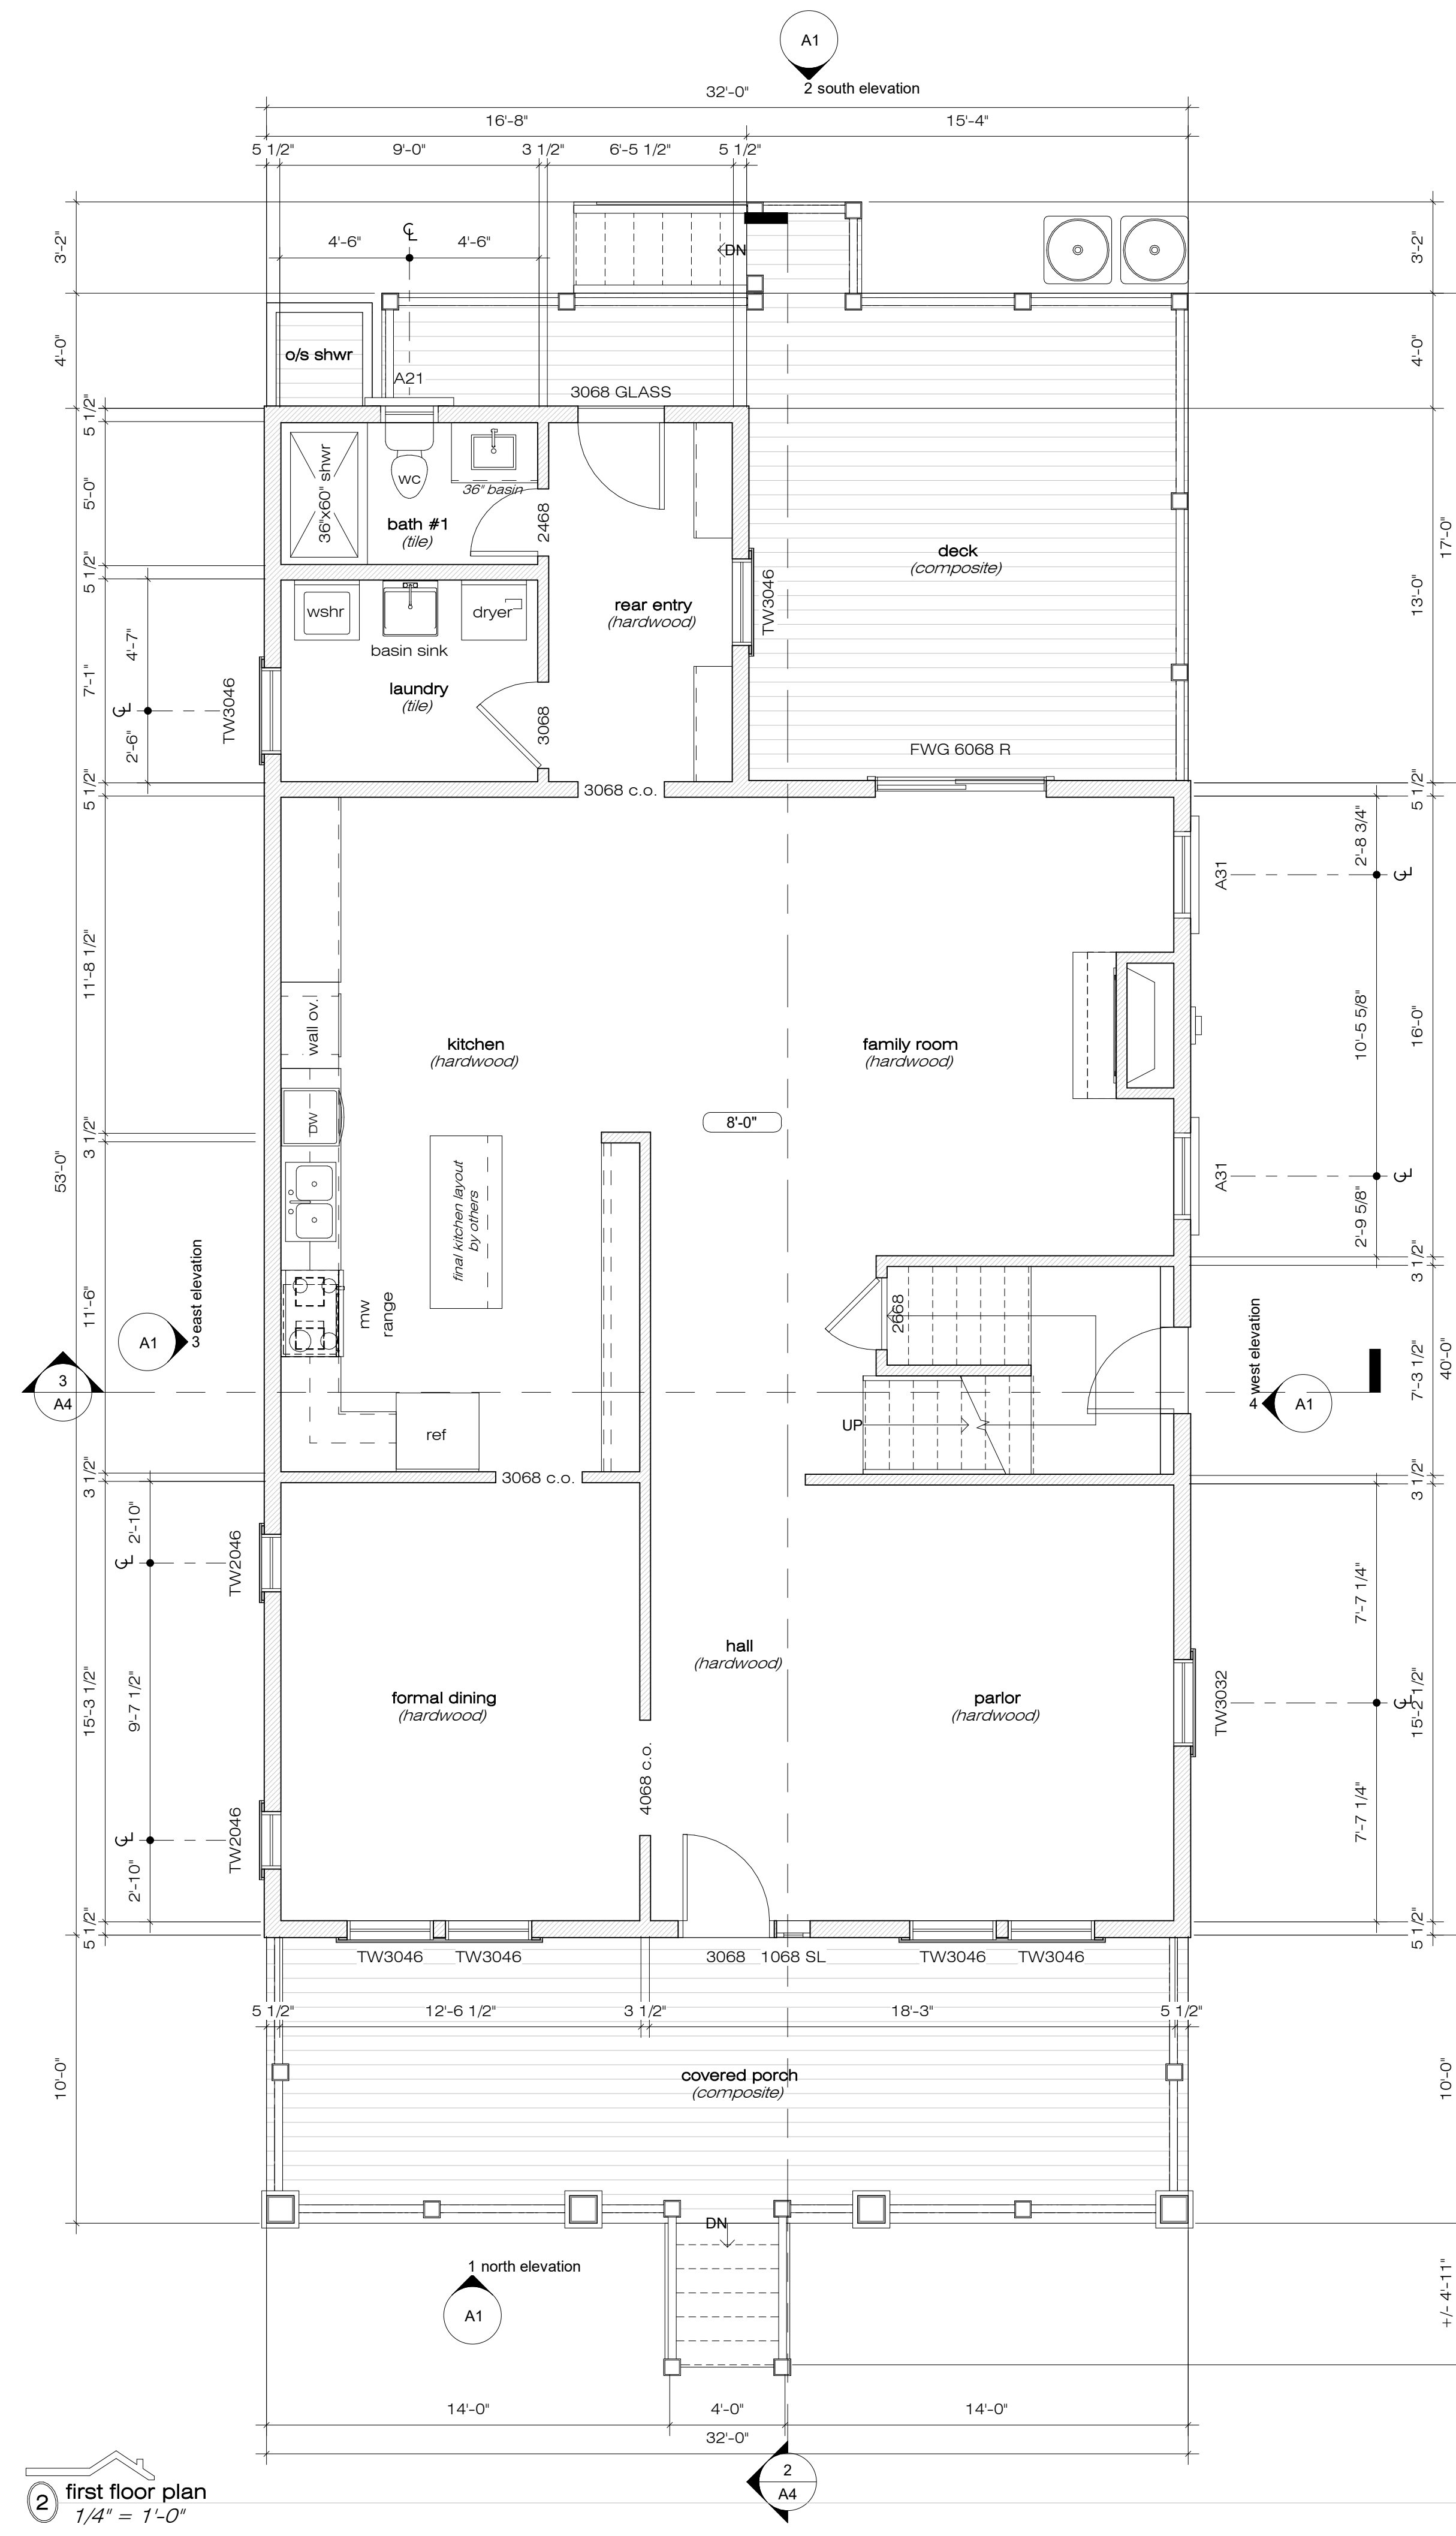 A1
2 south elevation
32'-0"
16'-8"
15'-4"
5 1/2"
9'-0"
3 1/2"
6'-5 1/2"
5 1/2"
3'-2"
4'-6"
4'-6"
DN
3'-2"
4'-0"
o/s shwr
A21
3068 GLASS
4'-0"
5 1/2"
36"x60" shwr
wc
36" basin
5'-0"
bath #1
(tile)
2468
deck
(composite)
17'-0"
5 1/2"
wshr
dryer
basin sink
rear entry
(hardwood)
TW3046
13'-0"
4'-7"
7'-1"
TW3046
laundry
(tile)
3068
2'-6"
FWG 6068 R
5 1/2"
3068 c.o.
5 1/2"
2'-8 3/4"
A31
11'-8 1/2"
wall ov.
kitchen
(hardwood)
family room
(hardwood)
10'-5 5/8"
16'-0"
DW
8'-0"
3 1/2"
53'-0"
final kitchen layout
by others
A31
2'-9 5/8"
3 1/2"
11'-6"
east elevation
A1
3
mw
range
2668
west elevation
4
A1
7'-3 1/2"
40'-0"
3
A4
ref
UP
3 1/2"
3068 c.o.
3 1/2"
2'-10"
TW2046
7'-7 1/4"
hall
(hardwood)
15'-3 1/2"
9'-7 1/2"
formal dining
(hardwood)
parlor
(hardwood)
TW3032
15'-2 1/2"
4068 c.o.
TW2046
2'-10"
7'-7 1/4"
5 1/2"
5 1/2"
TW3046
TW3046
3068
1068 SL
TW3046
TW3046
5 1/2"
12'-6 1/2"
3 1/2"
18'-3"
5 1/2"
10'-0"
covered porch
(composite)
10'-0"
DN
1 north elevation
A1
+/- 4'-11"
14'-0"
4'-0"
14'-0"
32'-0"
2
A4
2
first floor plan
1/4" = 1'-0"